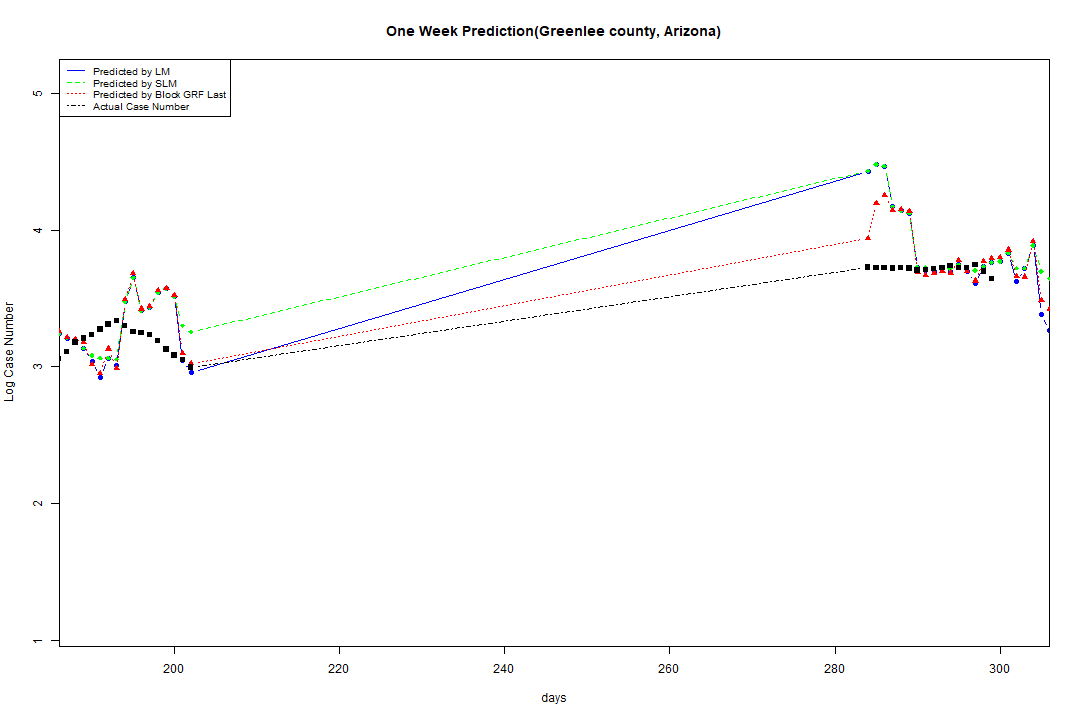 One Week Prediction(Greenlee county, Arizona)
Predicted by LM
Predicted by SLM
Predicted by Block GRF Last
Actual Case Number
5
4
3
2
1
Log Case Number
200
220
240
260
280
300
days